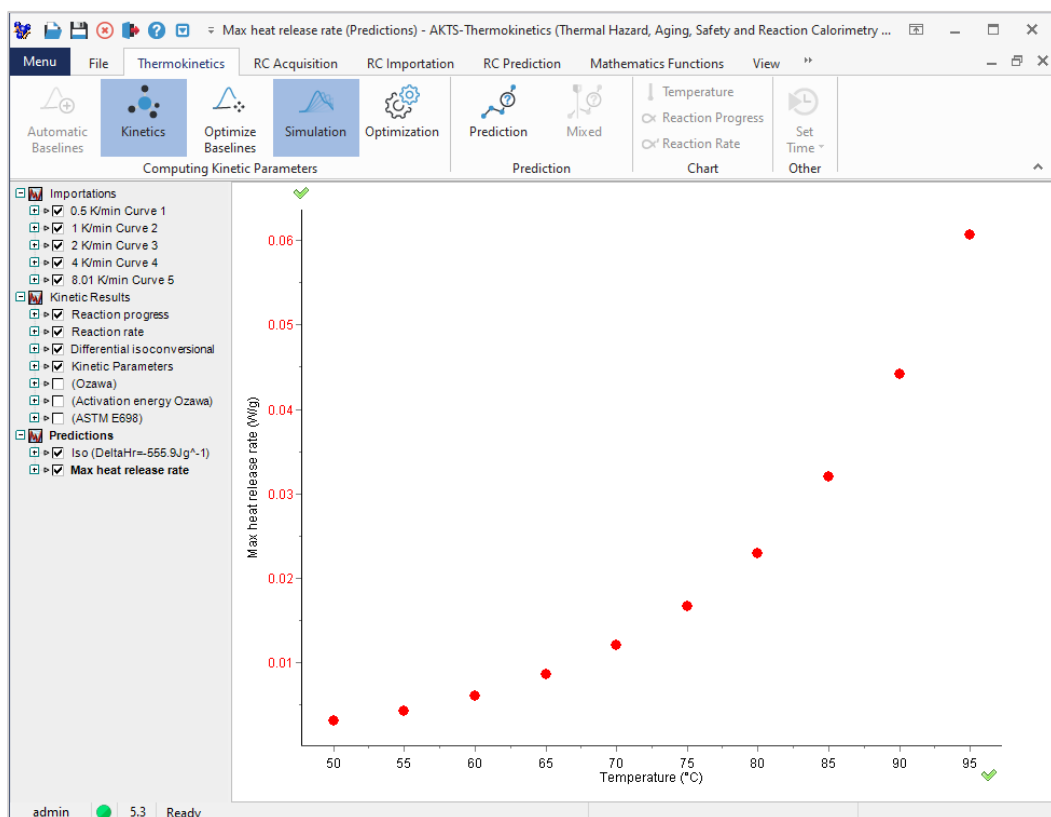 Max heat release rate (Predictions) - AKTS-Thermokinetics (Thermal Hazard, Aging, Safety and Reaction Calorimetry ...
Menu File Thermokinetics RC Acquisition RC Importation RC Prediction Mathematics Functions View
Automatic Baselines
Kinetics
Optimize Baselines
Simulation
Optimization
Computing Kinetic Parameters
Prediction
Mixed
Prediction
Temperature
Reaction Progress
Reaction Rate
Chart
Set Time
Other
Importations
0.5 K/min Curve 1
1 K/min Curve 2
2 K/min Curve 3
4 K/min Curve 4
8.01 K/min Curve 5
Kinetic Results
Reaction progress
Reaction rate
Differential isoconversional
Kinetic Parameters
(Ozawa)
(Activation energy Ozawa)
(ASTM E698)
Predictions
Iso (DeltaHr=-555.9Jg^-1)
Max heat release rate
Max heat release rate (W/g)
0.06
0.05
0.04
0.03
0.02
0.01
50 55 60 65 70 75 80 85 90 95
Temperature (°C)
admin 5.3 Ready